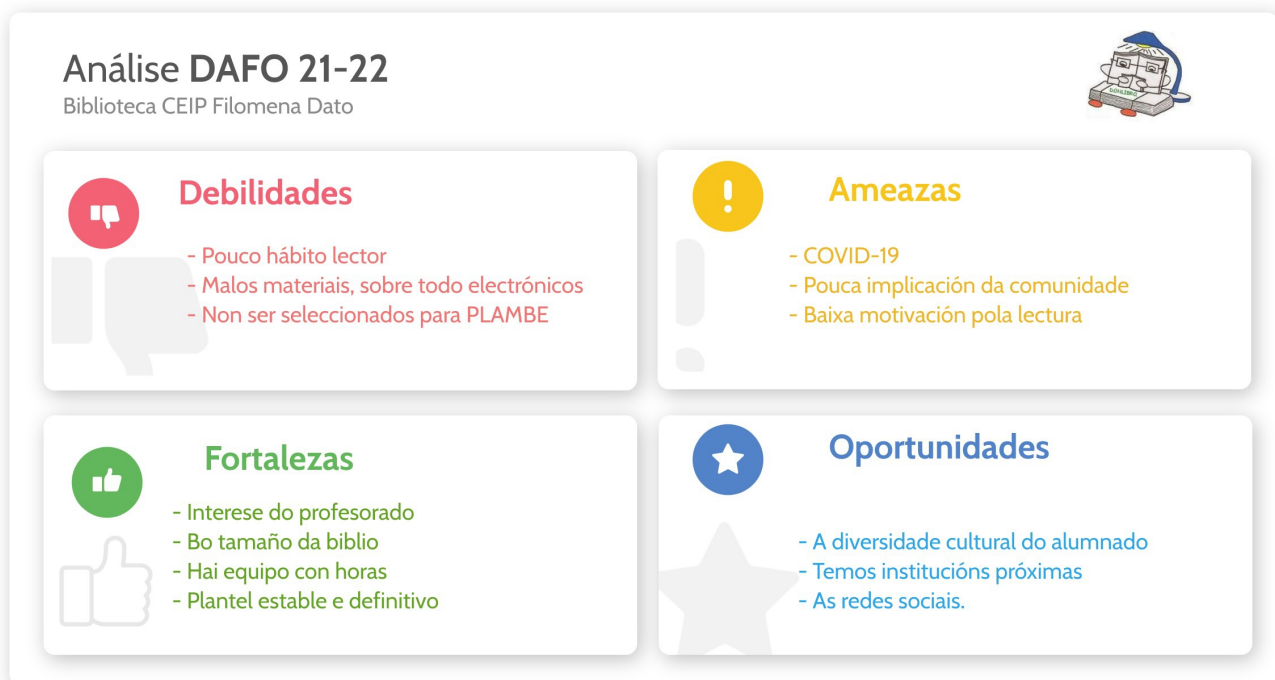 Análise DAFO 21-22
Biblioteca CEIP Filomena Dato
Debilidades
- Pouco hábito lector
- Malos materiais, sobre todo electrónicos
- Non ser seleccionados para PLAMBE
Ameazas
- COVID-19
- Pouca implicación da comunidade
- Baixa motivación pola lectura
Fortalezas
- Interese do profesorado
- Bo tamaño da biblio
- Hai equipo con horas
- Plantel estable e definitivo
Oportunidades
- A diversidade cultural do alumnado
- Temos institucións próximas
- As redes sociais.